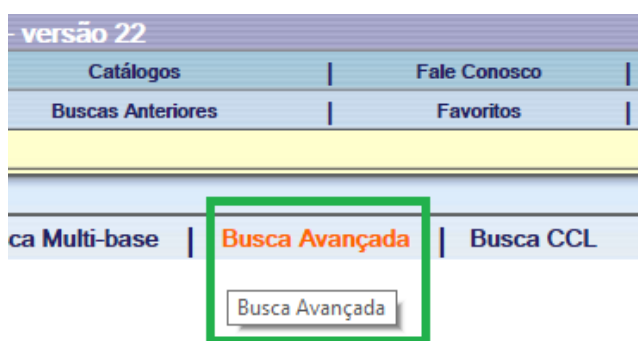 - versão 22
Catálogos | Fale Conosco |
Buscas Anteriores | Favoritos |
ca Multi-base | Busca Avançada | Busca CCL
Busca Avançada